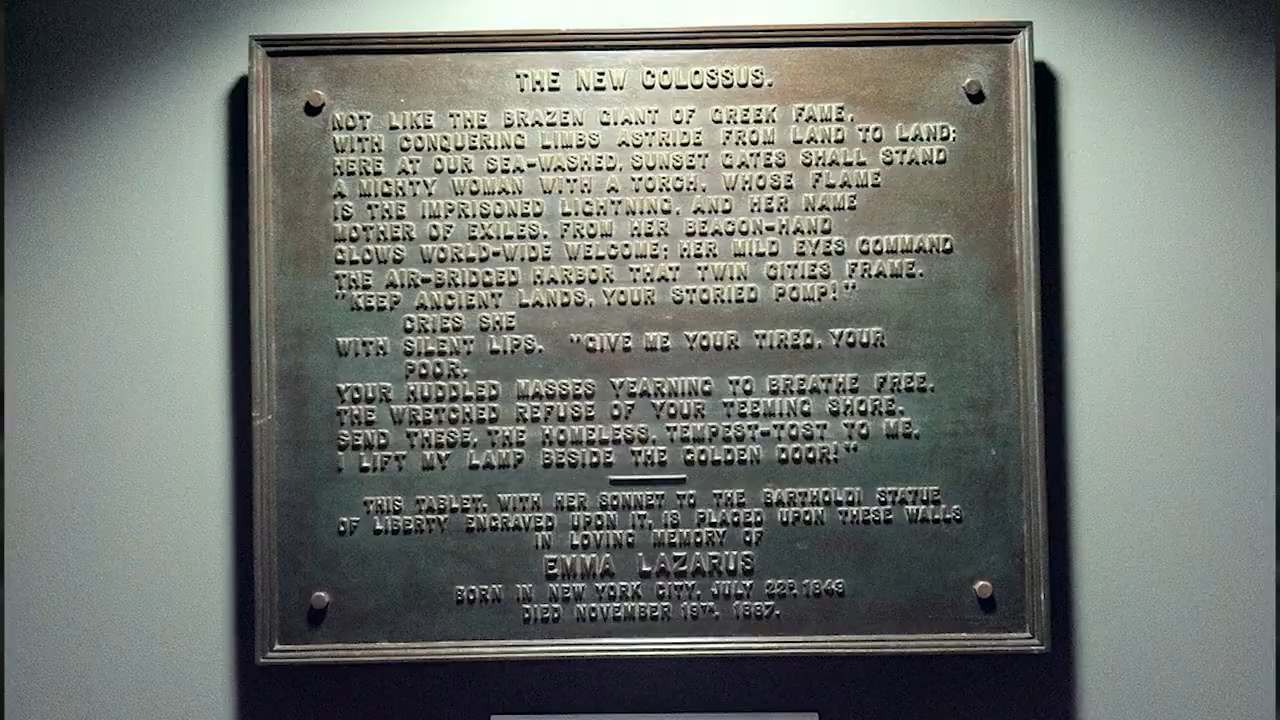 THE NEW COLOSSUS.
NOT LIKE THE BRAZEN GIANT OF GREEK FAME,
WITH CONQUERING LIMBS ASTRIDE FROM LAND TO LAND;
HERE AT OUR SEA-WASHED, SUNSET GATES SHALL STAND
A MIGHTY WOMAN WITH A TORCH, WHOSE FLAME
IS THE IMPRISONED LIGHTNING, AND HER NAME
MOTHER OF EXILES. FROM HER BEACON-HAND
GLOWS WORLD-WIDE WELCOME; HER MILD EYES COMMAND
THE AIR-BRIDGED HARBOR THAT TWIN CITIES FRAME.
"KEEP ANCIENT LANDS, YOUR STORIED POMP!"
CRIES SHE
WITH SILENT LIPS. "GIVE ME YOUR TIRED, YOUR
POOR,
YOUR HUDDLED MASSES YEARNING TO BREATHE FREE,
THE WRETCHED REFUSE OF YOUR TEEMING SHORE,
SEND THESE, THE HOMELESS, TEMPEST-TOST TO ME,
I LIFT MY LAMP BESIDE THE GOLDEN DOOR!"
THIS TABLET, WITH HER SONNET TO THE BARTHOLDI STATUE
OF LIBERTY ENGRAVED UPON IT, IS PLACED UPON THESE WALLS
IN LOVING MEMORY OF
EMMA LAZARUS
BORN IN NEW YORK CITY, JULY 22D, 1849
DIED NOVEMBER 19TH, 1887.